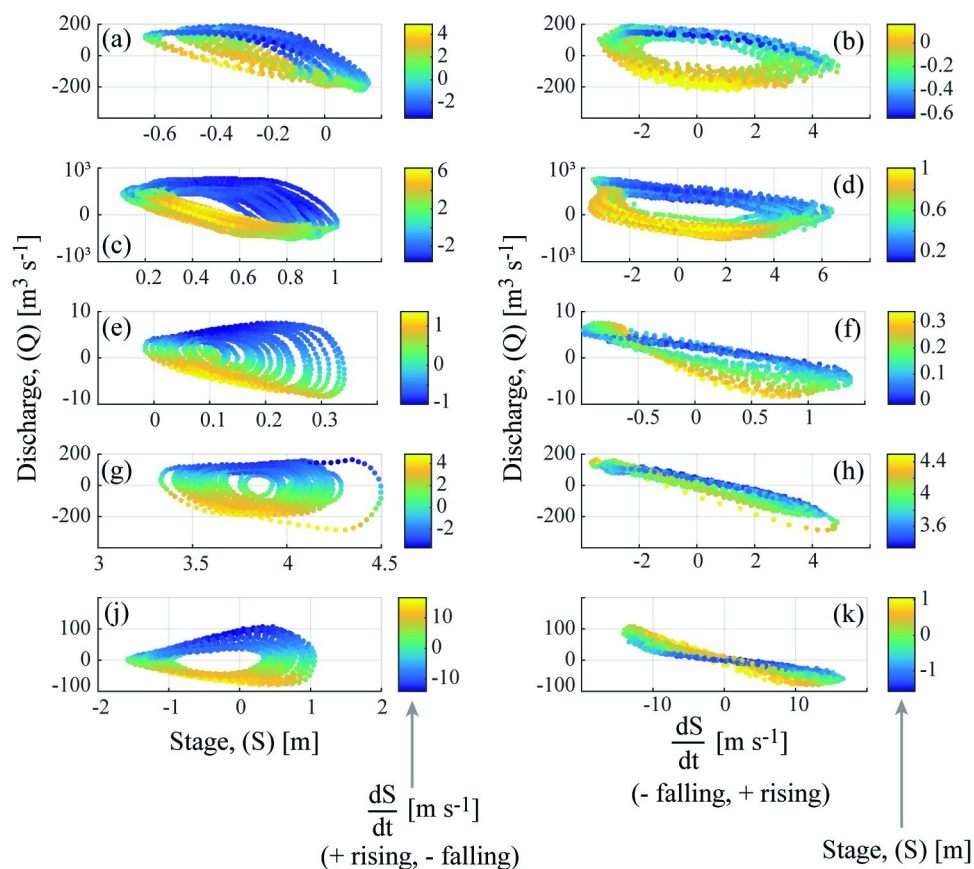 200
0
-200
(a)
-0.6 -0.4 -0.2 0
4
2
0
-2
200
0
-200
(b)
-2 0 2 4
0
-0.2
-0.4
-0.6
10³
0
-10³
(c)
0.2 0.4 0.6 0.8 1
6
4
2
0
-2
10³
0
-10³
(d)
-2 0 2 4 6
1
0.8
0.6
0.4
0.2
Discharge, (Q) [m³ s⁻¹]
Discharge, (Q) [m³ s⁻¹]
10
0
-10
(e)
0 0.1 0.2 0.3
1
0
-1
10
0
-10
(f)
-0.5 0 0.5 1
0.3
0.2
0.1
0
200
0
-200
(g)
3 3.5 4 4.5
4
2
0
-2
200
0
-200
(h)
-2 0 2 4
4.4
4
3.6
100
0
-100
(j)
-2 -1 0 1 2
10
0
-10
100
0
-100
(k)
-10 0 10
1
0
-1
Stage, (S) [m]
dS
dt [m s⁻¹]
(+ rising, - falling)
dS
dt [m s⁻¹]
(- falling, + rising)
Stage, (S) [m]